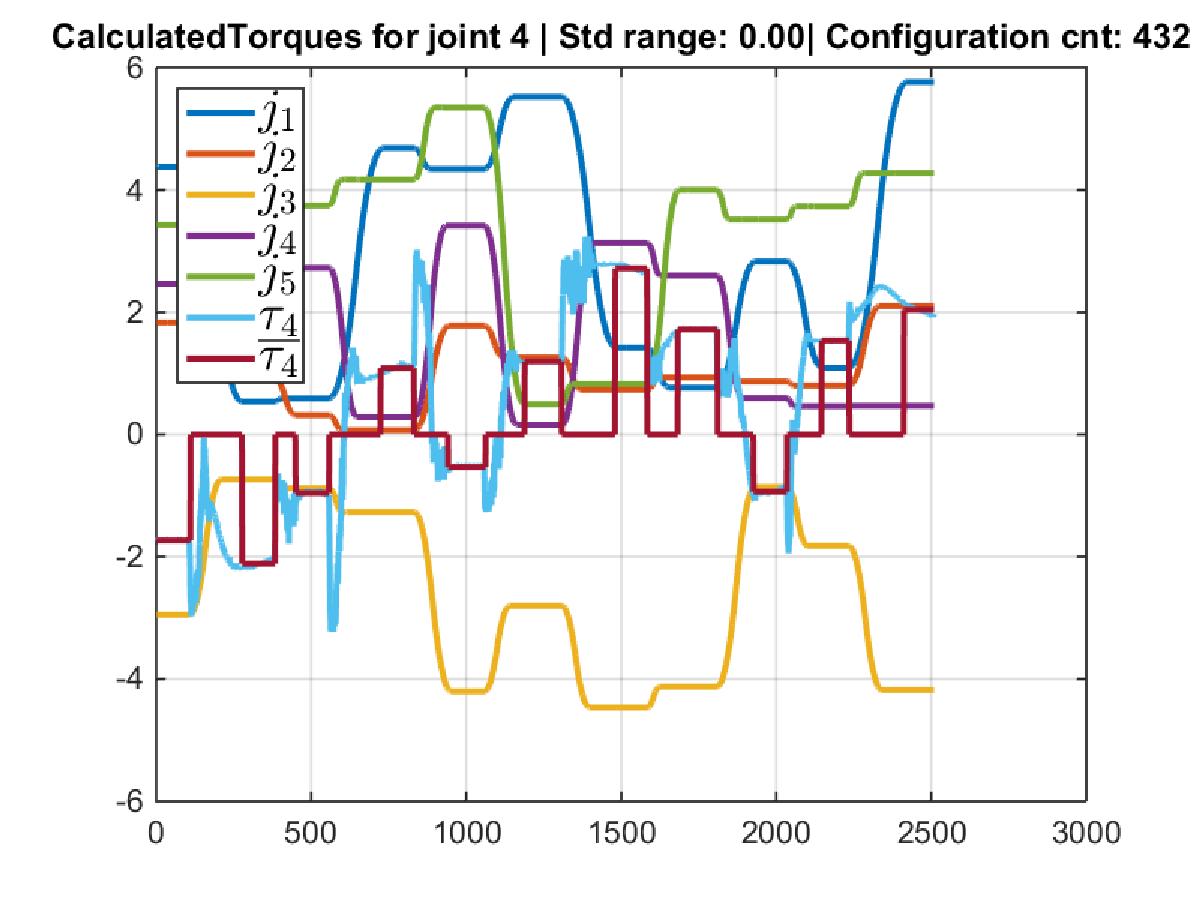 CalculatedTorques for joint 4 | Std range: 0.00| Configuration cnt: 432
6
4
2
0
-2
-4
-6
j1
j2
j3
j4
j5
τ4
τ4
0 500 1000 1500 2000 2500 3000